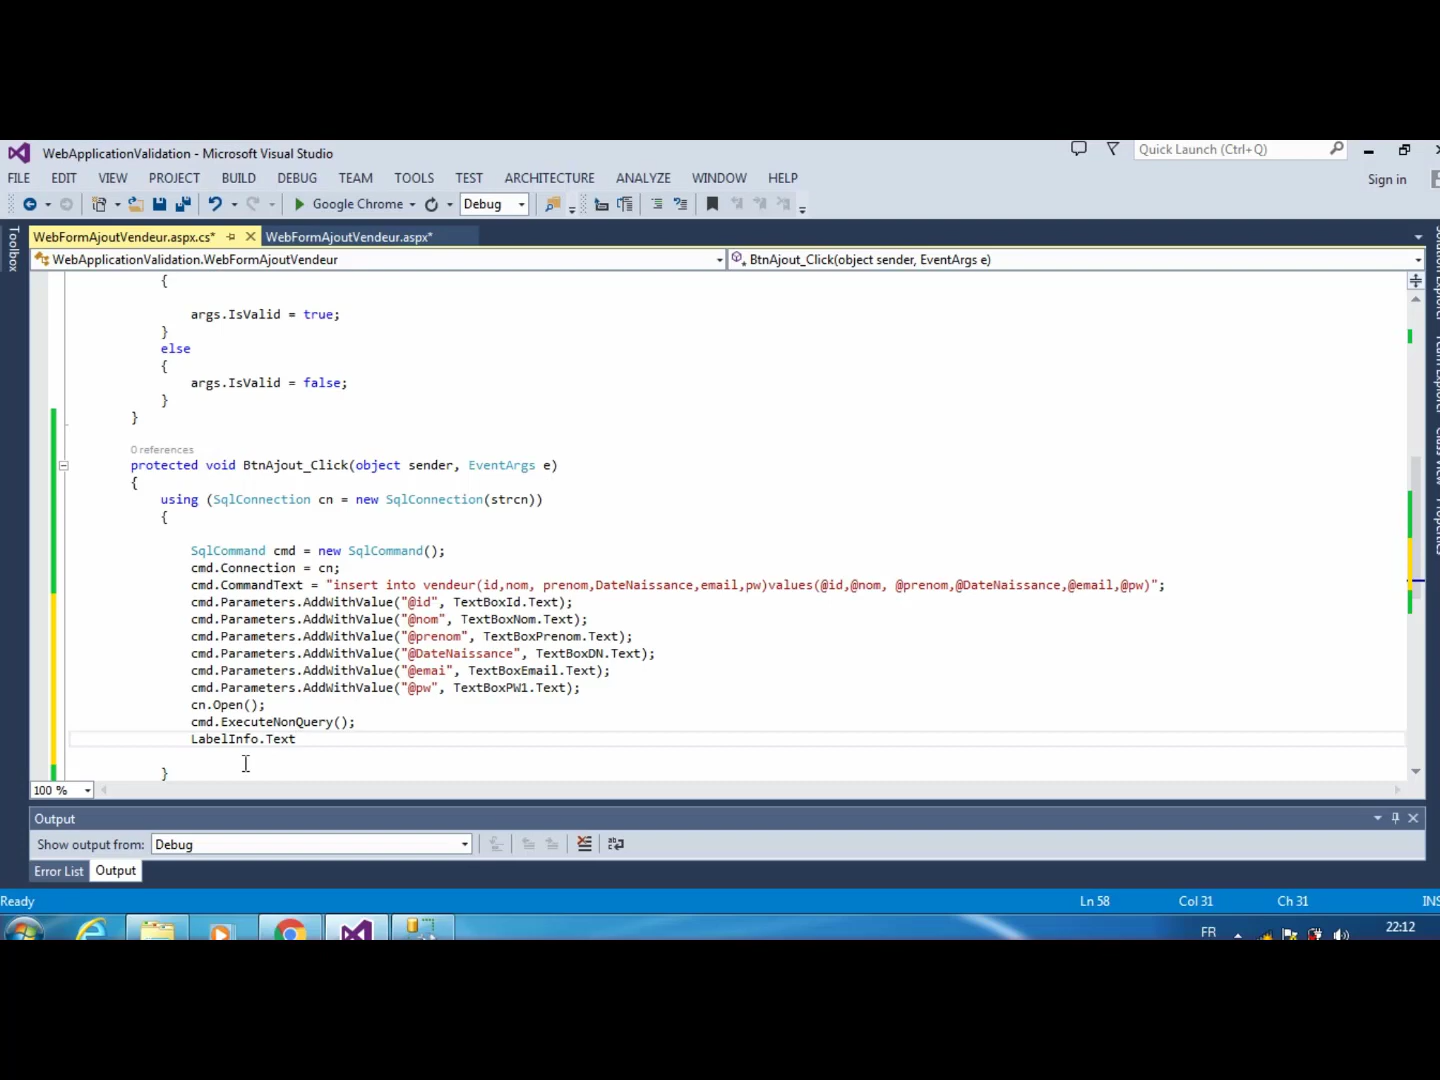 WebApplicationValidation - Microsoft Visual Studio
Quick Launch (Ctrl+Q)
FILE EDIT VIEW PROJECT BUILD DEBUG TEAM TOOLS TEST ARCHITECTURE ANALYZE WINDOW HELP
Sign in
Google Chrome
Debug
Toolbox
WebFormAjoutVendeur.aspx.cs*
WebFormAjoutVendeur.aspx*
WebApplicationValidation.WebFormAjoutVendeur
BtnAjout_Click(object sender, EventArgs e)
{
args.IsValid = true;
}
else
{
args.IsValid = false;
}
}
0 references
protected void BtnAjout_Click(object sender, EventArgs e)
{
using (SqlConnection cn = new SqlConnection(strcn))
{
SqlCommand cmd = new SqlCommand();
cmd.Connection = cn;
cmd.CommandText = "insert into vendeur(id,nom, prenom,DateNaissance,email,pw)values(@id,@nom, @prenom,@DateNaissance,@email,@pw)";
cmd.Parameters.AddWithValue("@id", TextBoxId.Text);
cmd.Parameters.AddWithValue("@nom", TextBoxNom.Text);
cmd.Parameters.AddWithValue("@prenom", TextBoxPrenom.Text);
cmd.Parameters.AddWithValue("@DateNaissance", TextBoxDN.Text);
cmd.Parameters.AddWithValue("@emai", TextBoxEmail.Text);
cmd.Parameters.AddWithValue("@pw", TextBoxPW1.Text);
cn.Open();
cmd.ExecuteNonQuery();
LabelInfo.Text
}
100 %
Output
Show output from: Debug
Error List Output
Ready
Ln 58
Col 31
Ch 31
INS
FR
22:12